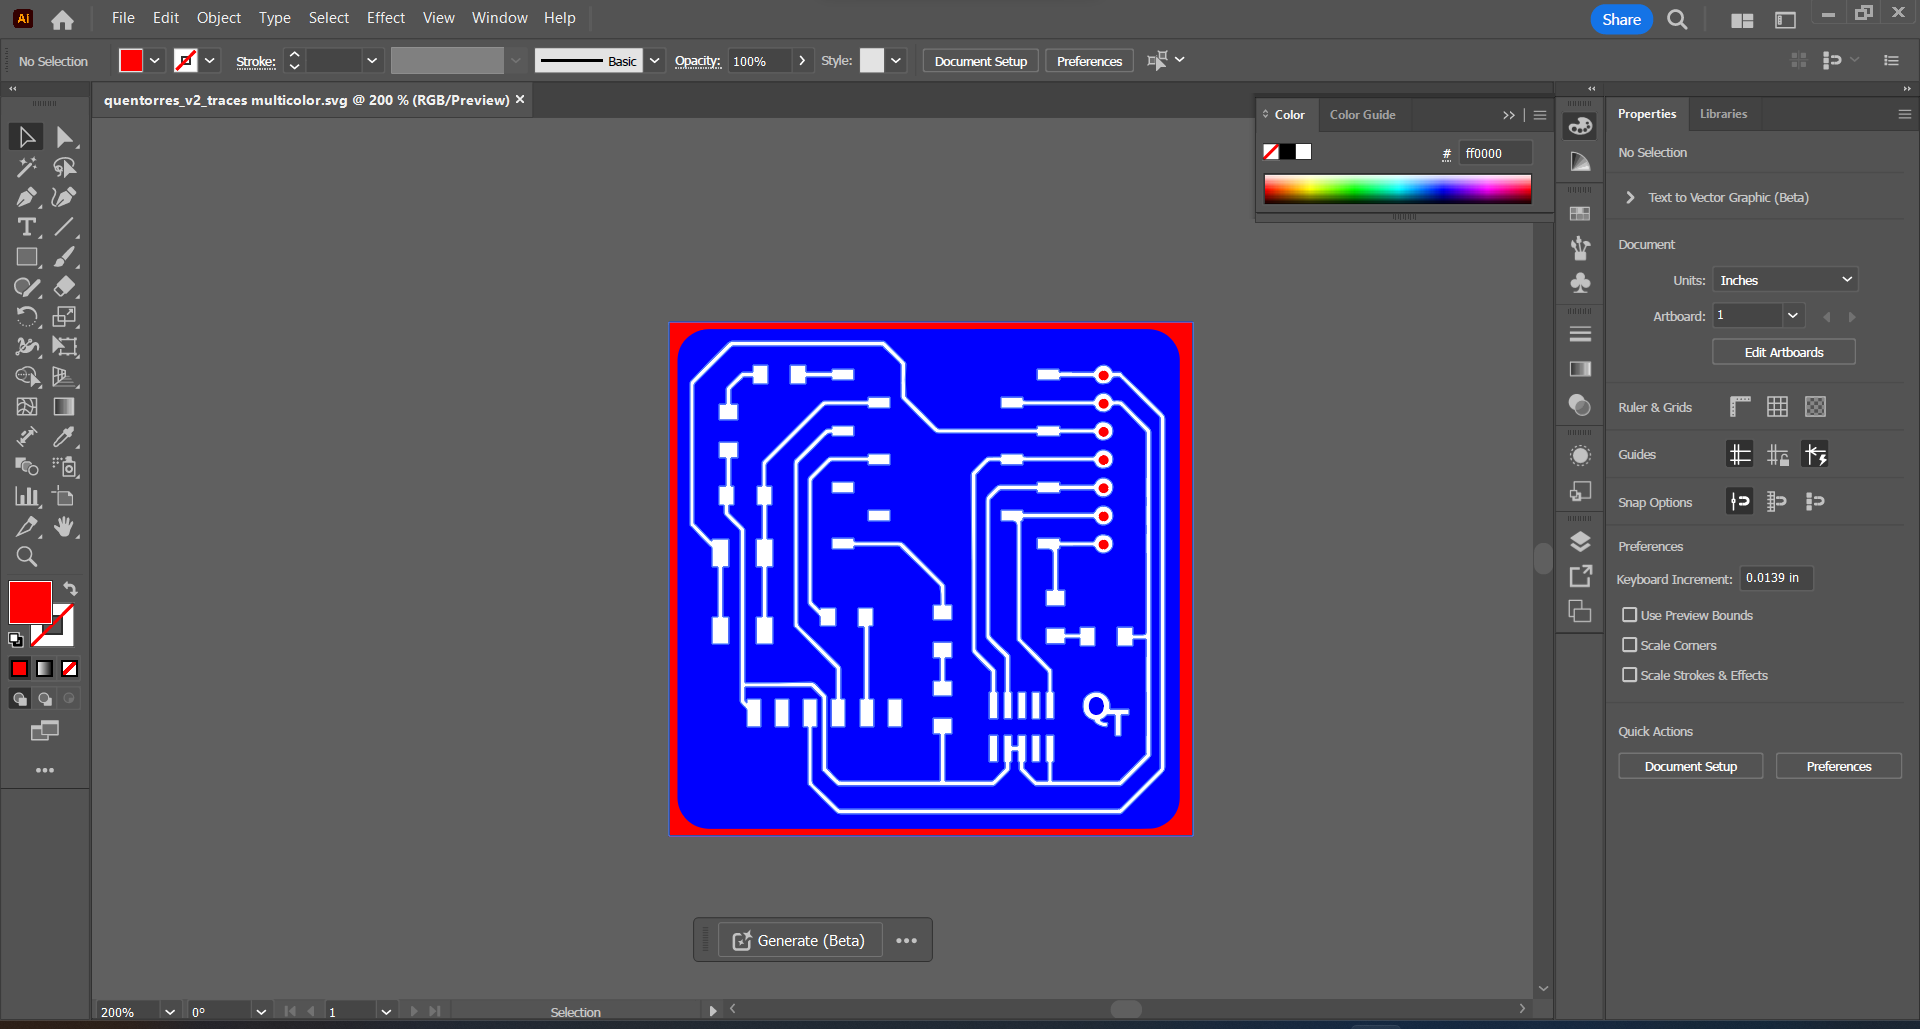 Ai File Edit Object Type Select Effect View Window Help Share
No Selection Stroke: Basic Opacity: 100% Style: Document Setup Preferences
quentorres_v2_traces multicolor.svg @ 200 % (RGB/Preview) ×
Color Color Guide
# ff0000
Properties Libraries
No Selection
Text to Vector Graphic (Beta)
Document
Units: Inches
Artboard: 1
Edit Artboards
Ruler & Grids
Guides
Snap Options
Preferences
Keyboard Increment: 0.0139 in
Use Preview Bounds
Scale Corners
Scale Strokes & Effects
Quick Actions
Document Setup Preferences
QT
Generate (Beta)
200% 0° 1 Selection